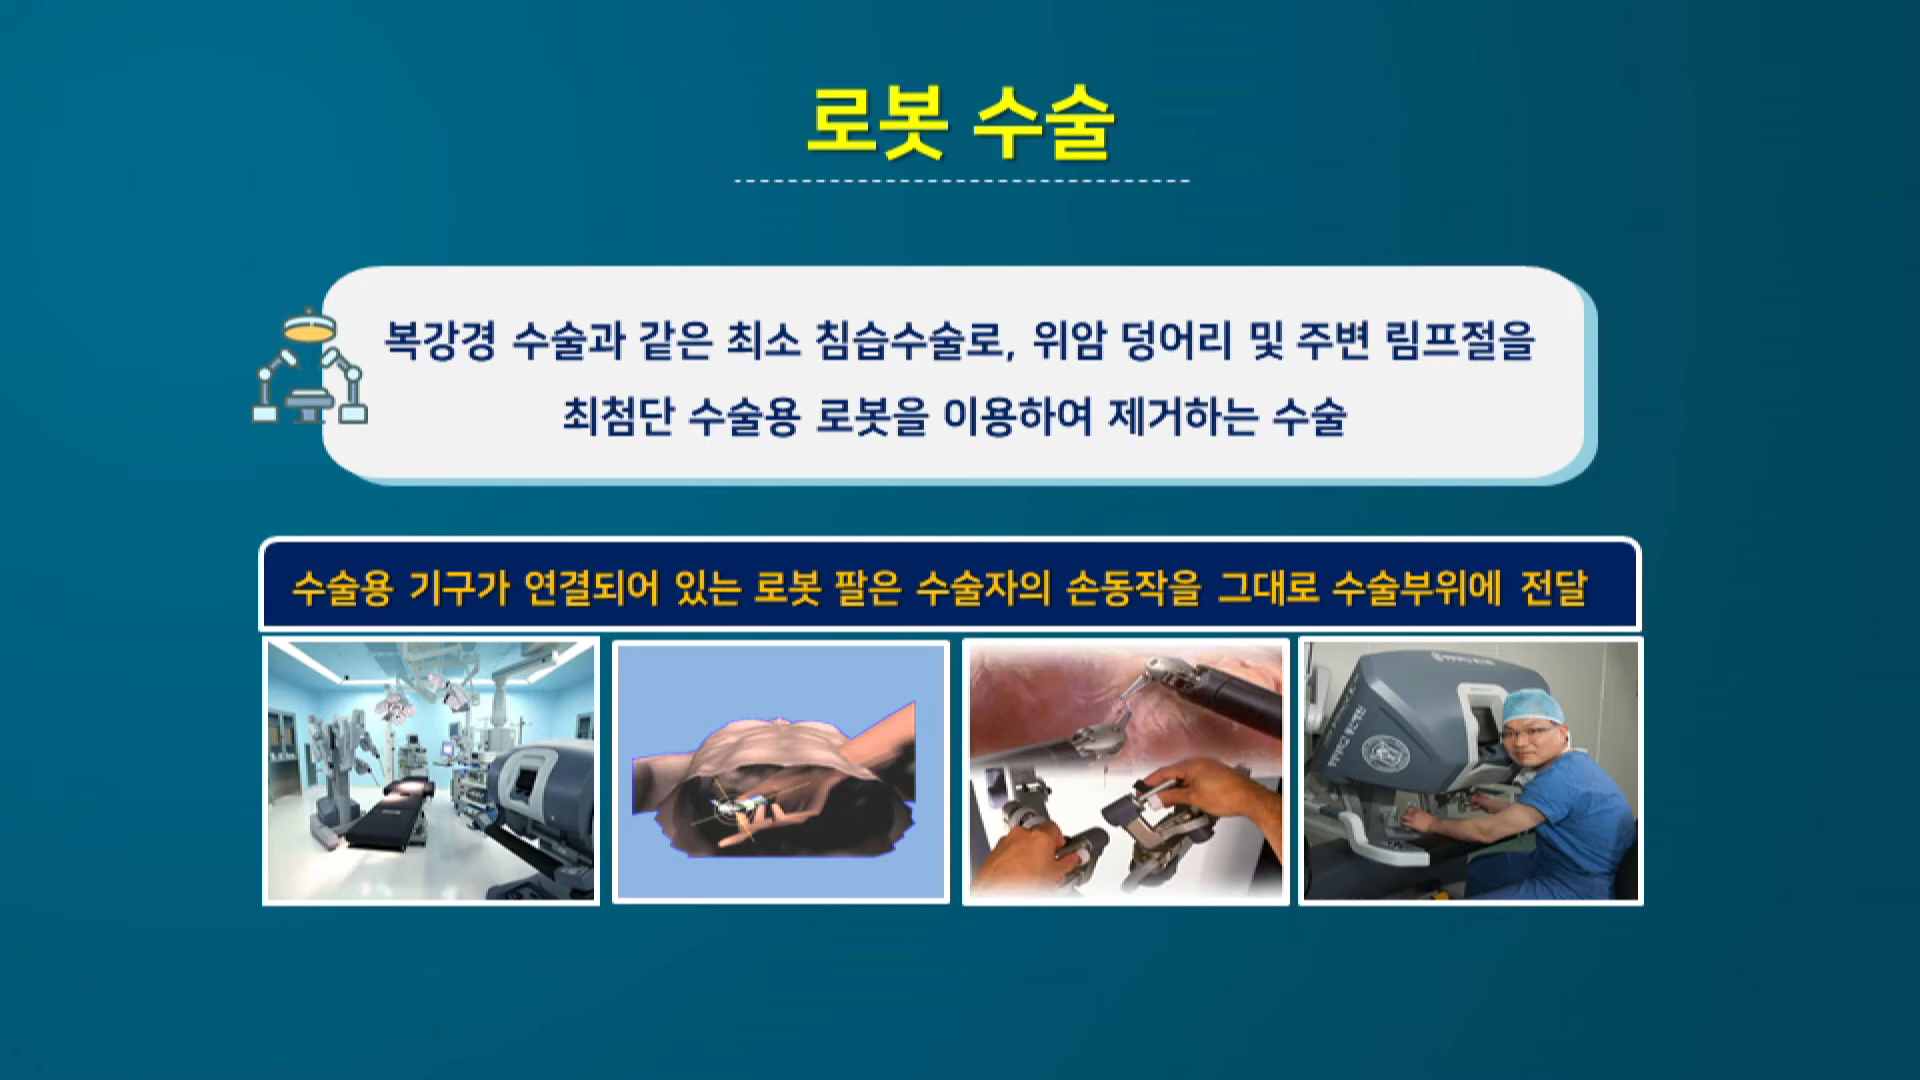 로봇 수술
복강경 수술과 같은 최소 침습수술로, 위암 덩어리 및 주변 림프절을
최첨단 수술용 로봇을 이용하여 제거하는 수술
수술용 기구가 연결되어 있는 로봇 팔은 수술자의 손동작을 그대로 수술부위에 전달